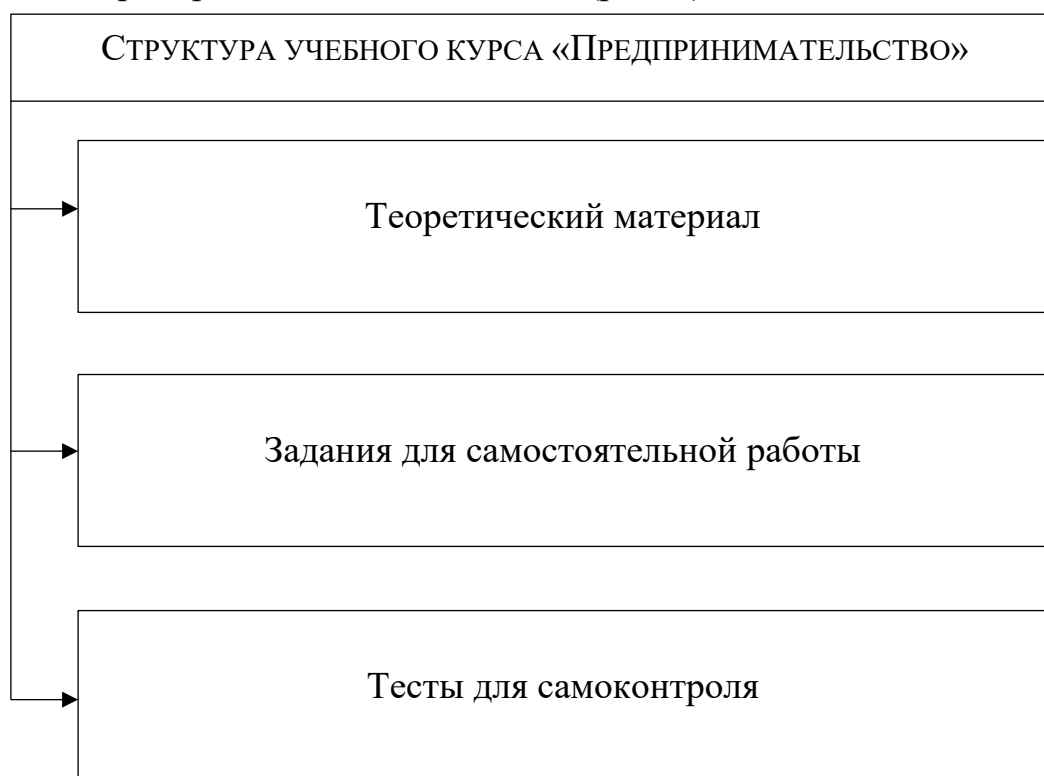 СТРУКТУРА УЧЕБНОГО КУРСА «ПРЕДПРИНИМАТЕЛЬСТВО»
Теоретический материал
Задания для самостоятельной работы
Тесты для самоконтроля